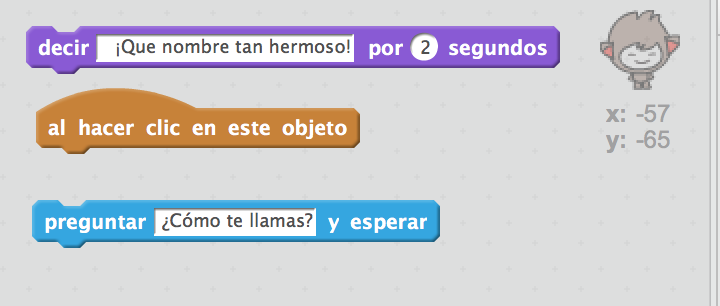 decir ¡Que nombre tan hermoso! por 2 segundos
al hacer clic en este objeto
x: -57
y: -65
preguntar ¿Cómo te llamas? y esperar